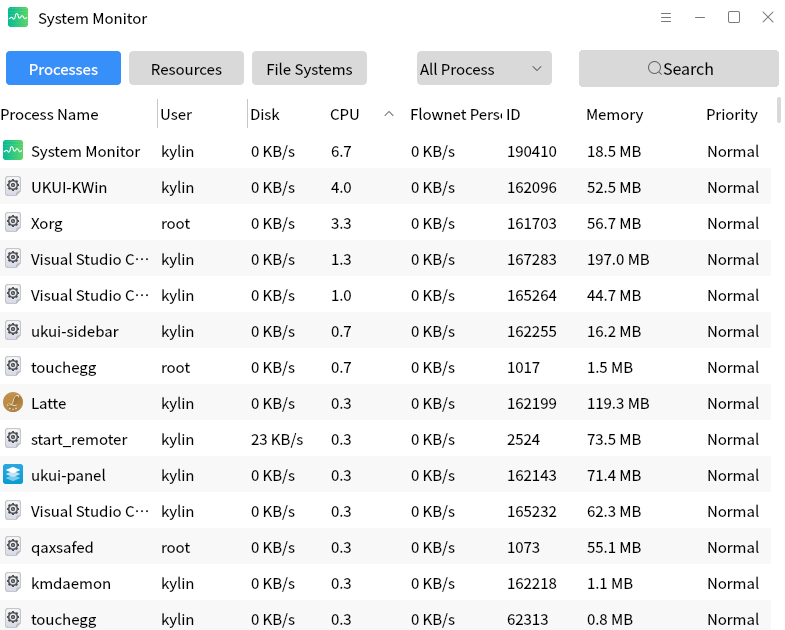 System Monitor
Processes Resources File Systems All Process Search
Process Name User Disk CPU Flownet Pers ID Memory Priority
System Monitor kylin 0 KB/s 6.7 0 KB/s 190410 18.5 MB Normal
UKUI-KWin kylin 0 KB/s 4.0 0 KB/s 162096 52.5 MB Normal
Xorg root 0 KB/s 3.3 0 KB/s 161703 56.7 MB Normal
Visual Studio C⋯ kylin 0 KB/s 1.3 0 KB/s 167283 197.0 MB Normal
Visual Studio C⋯ kylin 0 KB/s 1.0 0 KB/s 165264 44.7 MB Normal
ukui-sidebar kylin 0 KB/s 0.7 0 KB/s 162255 16.2 MB Normal
touchegg root 0 KB/s 0.7 0 KB/s 1017 1.5 MB Normal
Latte kylin 0 KB/s 0.3 0 KB/s 162199 119.3 MB Normal
start_remoter kylin 23 KB/s 0.3 0 KB/s 2524 73.5 MB Normal
ukui-panel kylin 0 KB/s 0.3 0 KB/s 162143 71.4 MB Normal
Visual Studio C⋯ kylin 0 KB/s 0.3 0 KB/s 165232 62.3 MB Normal
qaxsafed root 0 KB/s 0.3 0 KB/s 1073 55.1 MB Normal
kmdaemon kylin 0 KB/s 0.3 0 KB/s 162218 1.1 MB Normal
touchegg kylin 0 KB/s 0.3 0 KB/s 62313 0.8 MB Normal